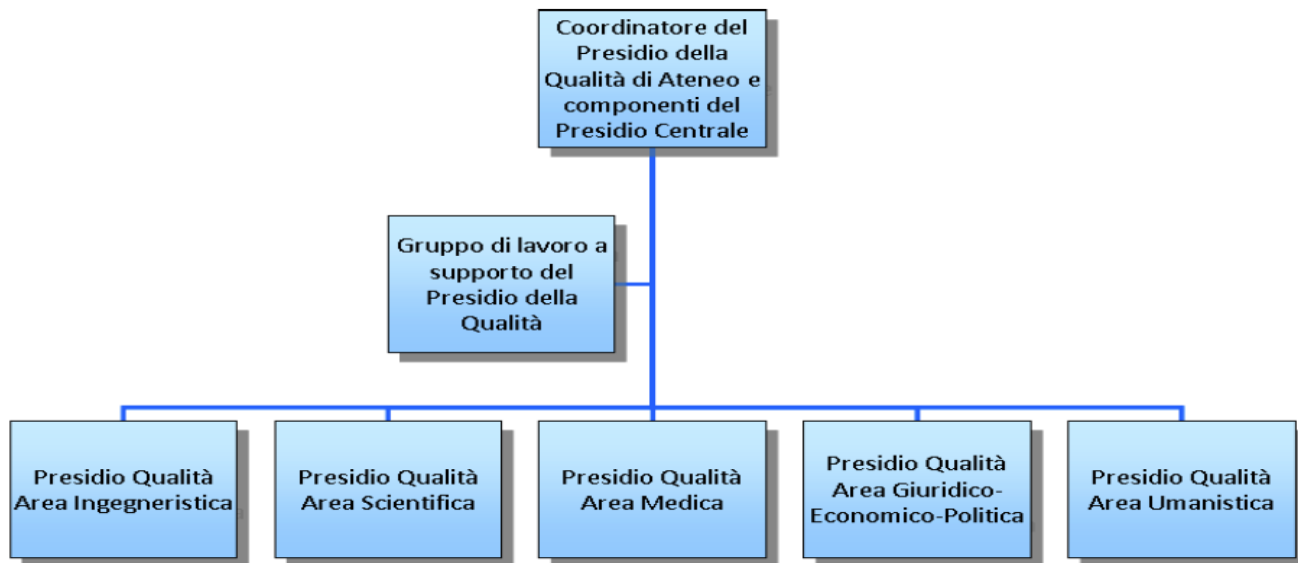 Coordinatore del
Presidio della
Qualità di Ateneo e
componenti del
Presidio Centrale
Gruppo di lavoro a
supporto del
Presidio della
Qualità
Presidio Qualità
Area Ingegneristica
Presidio Qualità
Area Scientifica
Presidio Qualità
Area Medica
Presidio Qualità
Area Giuridico-
Economico-Politica
Presidio Qualità
Area Umanistica